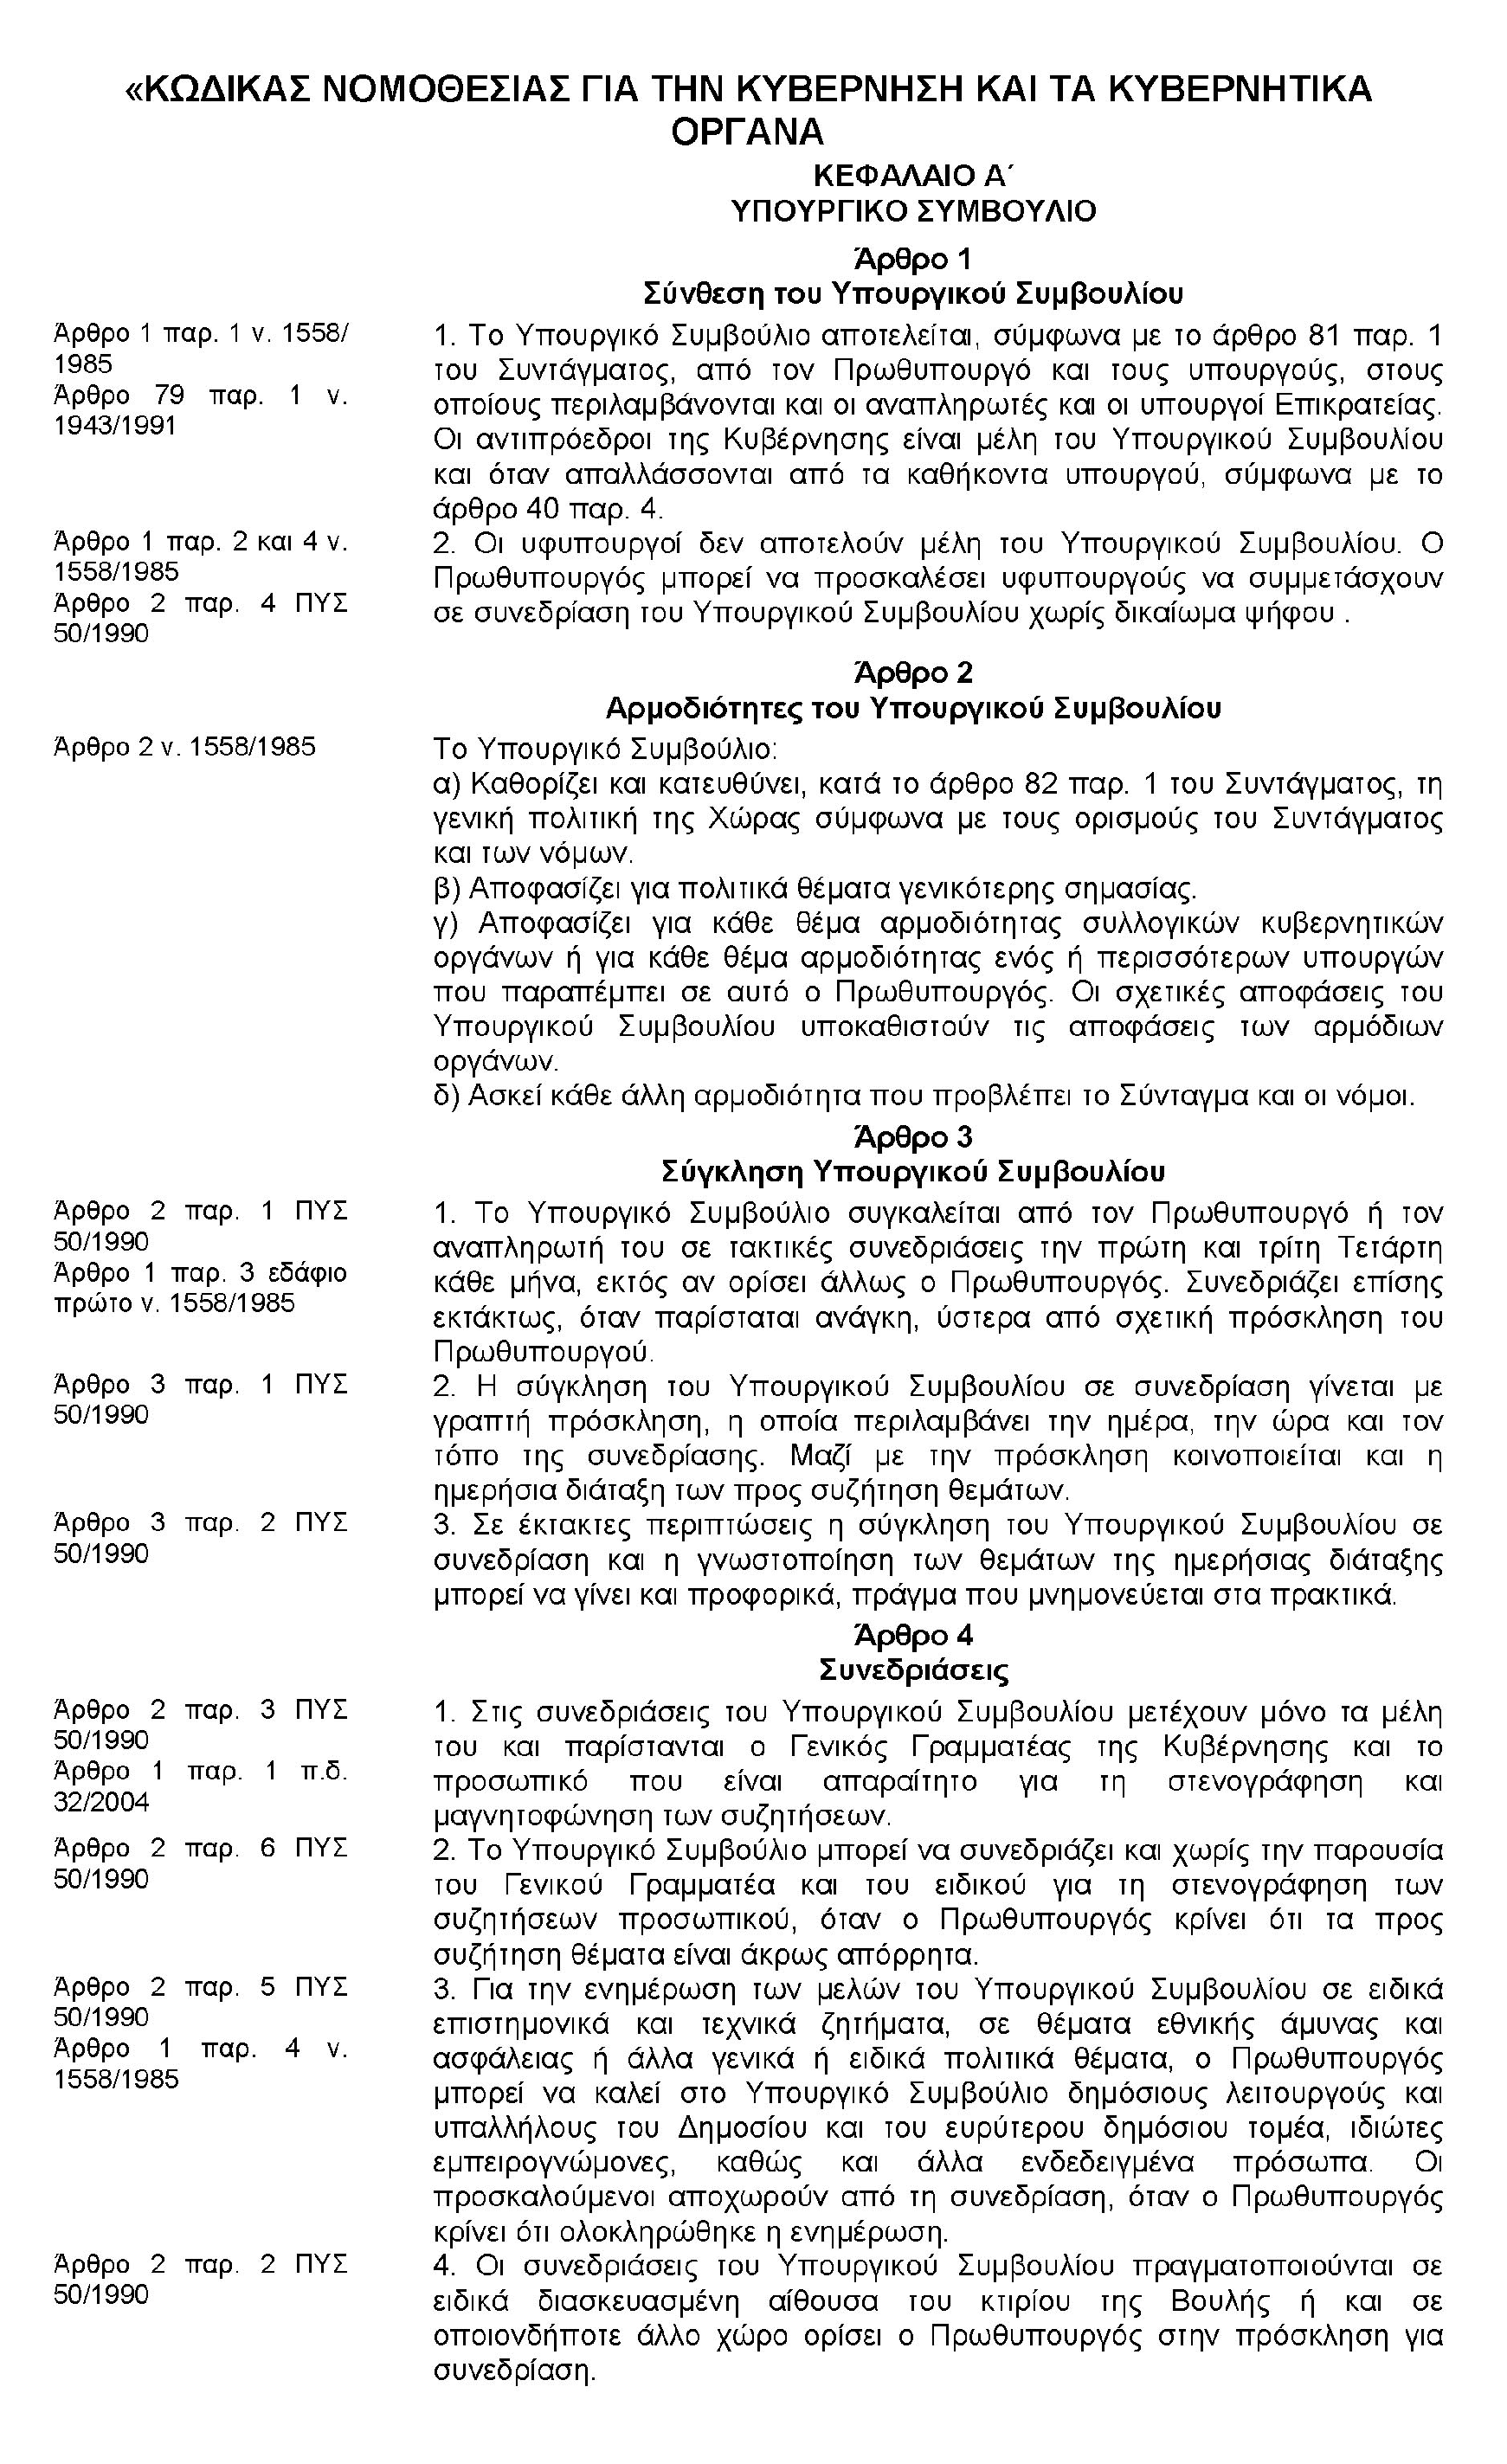 «ΚΩΔΙΚΑΣ ΝΟΜΟΘΕΣΙΑΣ ΓΙΑ ΤΗΝ ΚΥΒΕΡΝΗΣΗ ΚΑΙ ΤΑ ΚΥΒΕΡΝΗΤΙΚΑ
ΟΡΓΑΝΑ
ΚΕΦΑΛΑΙΟ Α΄
ΥΠΟΥΡΓΙΚΟ ΣΥΜΒΟΥΛΙΟ
Άρθρο 1
Σύνθεση του Υπουργικού Συμβουλίου
Άρθρο 1 παρ. 1 ν. 1558/
1985
Άρθρο 79 παρ. 1 ν.
1943/1991
1. Το Υπουργικό Συμβούλιο αποτελείται, σύμφωνα με το άρθρο 81 παρ. 1
του Συντάγματος, από τον Πρωθυπουργό και τους υπουργούς, στους
οποίους περιλαμβάνονται και οι αναπληρωτές και οι υπουργοί Επικρατείας.
Οι αντιπρόεδροι της Κυβέρνησης είναι μέλη του Υπουργικού Συμβουλίου
και όταν απαλλάσσονται από τα καθήκοντα υπουργού, σύμφωνα με το
άρθρο 40 παρ. 4.
Άρθρο 1 παρ. 2 και 4 ν.
1558/1985
Άρθρο 2 παρ. 4 ΠΥΣ
50/1990
2. Οι υφυπουργοί δεν αποτελούν μέλη του Υπουργικού Συμβουλίου. Ο
Πρωθυπουργός μπορεί να προσκαλέσει υφυπουργούς να συμμετάσχουν
σε συνεδρίαση του Υπουργικού Συμβουλίου χωρίς δικαίωμα ψήφου .
Άρθρο 2
Αρμοδιότητες του Υπουργικού Συμβουλίου
Άρθρο 2 ν. 1558/1985
Το Υπουργικό Συμβούλιο:
α) Καθορίζει και κατευθύνει, κατά το άρθρο 82 παρ. 1 του Συντάγματος, τη
γενική πολιτική της Χώρας σύμφωνα με τους ορισμούς του Συντάγματος
και των νόμων.
β) Αποφασίζει για πολιτικά θέματα γενικότερης σημασίας.
γ) Αποφασίζει για κάθε θέμα αρμοδιότητας συλλογικών κυβερνητικών
οργάνων ή για κάθε θέμα αρμοδιότητας ενός ή περισσότερων υπουργών
που παραπέμπει σε αυτό ο Πρωθυπουργός. Οι σχετικές αποφάσεις του
Υπουργικού Συμβουλίου υποκαθιστούν τις αποφάσεις των αρμόδιων
οργάνων.
δ) Ασκεί κάθε άλλη αρμοδιότητα που προβλέπει το Σύνταγμα και οι νόμοι.
Άρθρο 3
Σύγκληση Υπουργικού Συμβουλίου
Άρθρο 2 παρ. 1 ΠΥΣ
50/1990
Άρθρο 1 παρ. 3 εδάφιο
πρώτο ν. 1558/1985
1. Το Υπουργικό Συμβούλιο συγκαλείται από τον Πρωθυπουργό ή τον
αναπληρωτή του σε τακτικές συνεδριάσεις την πρώτη και τρίτη Τετάρτη
κάθε μήνα, εκτός αν ορίσει άλλως ο Πρωθυπουργός. Συνεδριάζει επίσης
εκτάκτως, όταν παρίσταται ανάγκη, ύστερα από σχετική πρόσκληση του
Πρωθυπουργού.
Άρθρο 3 παρ. 1 ΠΥΣ
50/1990
2. Η σύγκληση του Υπουργικού Συμβουλίου σε συνεδρίαση γίνεται με
γραπτή πρόσκληση, η οποία περιλαμβάνει την ημέρα, την ώρα και τον
τόπο της συνεδρίασης. Μαζί με την πρόσκληση κοινοποιείται και η
ημερήσια διάταξη των προς συζήτηση θεμάτων.
Άρθρο 3 παρ. 2 ΠΥΣ
50/1990
3. Σε έκτακτες περιπτώσεις η σύγκληση του Υπουργικού Συμβουλίου σε
συνεδρίαση και η γνωστοποίηση των θεμάτων της ημερήσιας διάταξης
μπορεί να γίνει και προφορικά, πράγμα που μνημονεύεται στα πρακτικά.
Άρθρο 4
Συνεδριάσεις
Άρθρο 2 παρ. 3 ΠΥΣ
50/1990
Άρθρο 1 παρ. 1 π.δ.
32/2004
1. Στις συνεδριάσεις του Υπουργικού Συμβουλίου μετέχουν μόνο τα μέλη
του και παρίστανται ο Γενικός Γραμματέας της Κυβέρνησης και το
προσωπικό που είναι απαραίτητο για τη στενογράφηση και
μαγνητοφώνηση των συζητήσεων.
Άρθρο 2 παρ. 6 ΠΥΣ
50/1990
2. Το Υπουργικό Συμβούλιο μπορεί να συνεδριάζει και χωρίς την παρουσία
του Γενικού Γραμματέα και του ειδικού για τη στενογράφηση των
συζητήσεων προσωπικού, όταν ο Πρωθυπουργός κρίνει ότι τα προς
συζήτηση θέματα είναι άκρως απόρρητα.
Άρθρο 2 παρ. 5 ΠΥΣ
50/1990
Άρθρο 1 παρ. 4 ν.
1558/1985
3. Για την ενημέρωση των μελών του Υπουργικού Συμβουλίου σε ειδικά
επιστημονικά και τεχνικά ζητήματα, σε θέματα εθνικής άμυνας και
ασφάλειας ή άλλα γενικά ή ειδικά πολιτικά θέματα, ο Πρωθυπουργός
μπορεί να καλεί στο Υπουργικό Συμβούλιο δημόσιους λειτουργούς και
υπαλλήλους του Δημοσίου και του ευρύτερου δημόσιου τομέα, ιδιώτες
εμπειρογνώμονες, καθώς και άλλα ενδεδειγμένα πρόσωπα. Οι
προσκαλούμενοι αποχωρούν από τη συνεδρίαση, όταν ο Πρωθυπουργός
κρίνει ότι ολοκληρώθηκε η ενημέρωση.
Άρθρο 2 παρ. 2 ΠΥΣ
50/1990
4. Οι συνεδριάσεις του Υπουργικού Συμβουλίου πραγματοποιούνται σε
ειδικά διασκευασμένη αίθουσα του κτιρίου της Βουλής ή και σε
οποιονδήποτε άλλο χώρο ορίσει ο Πρωθυπουργός στην πρόσκληση για
συνεδρίαση.